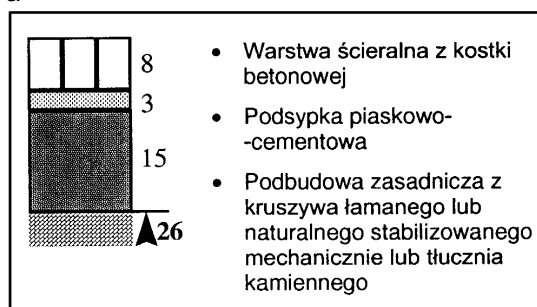 8
3
15
26
• Warstwa ścieralna z kostki
betonowej
• Podsypka piaskowo-
-cementowa
• Podbudowa zasadnicza z
kruszywa łamanego lub
naturalnego stabilizowanego
mechanicznie lub tłucznia
kamiennego